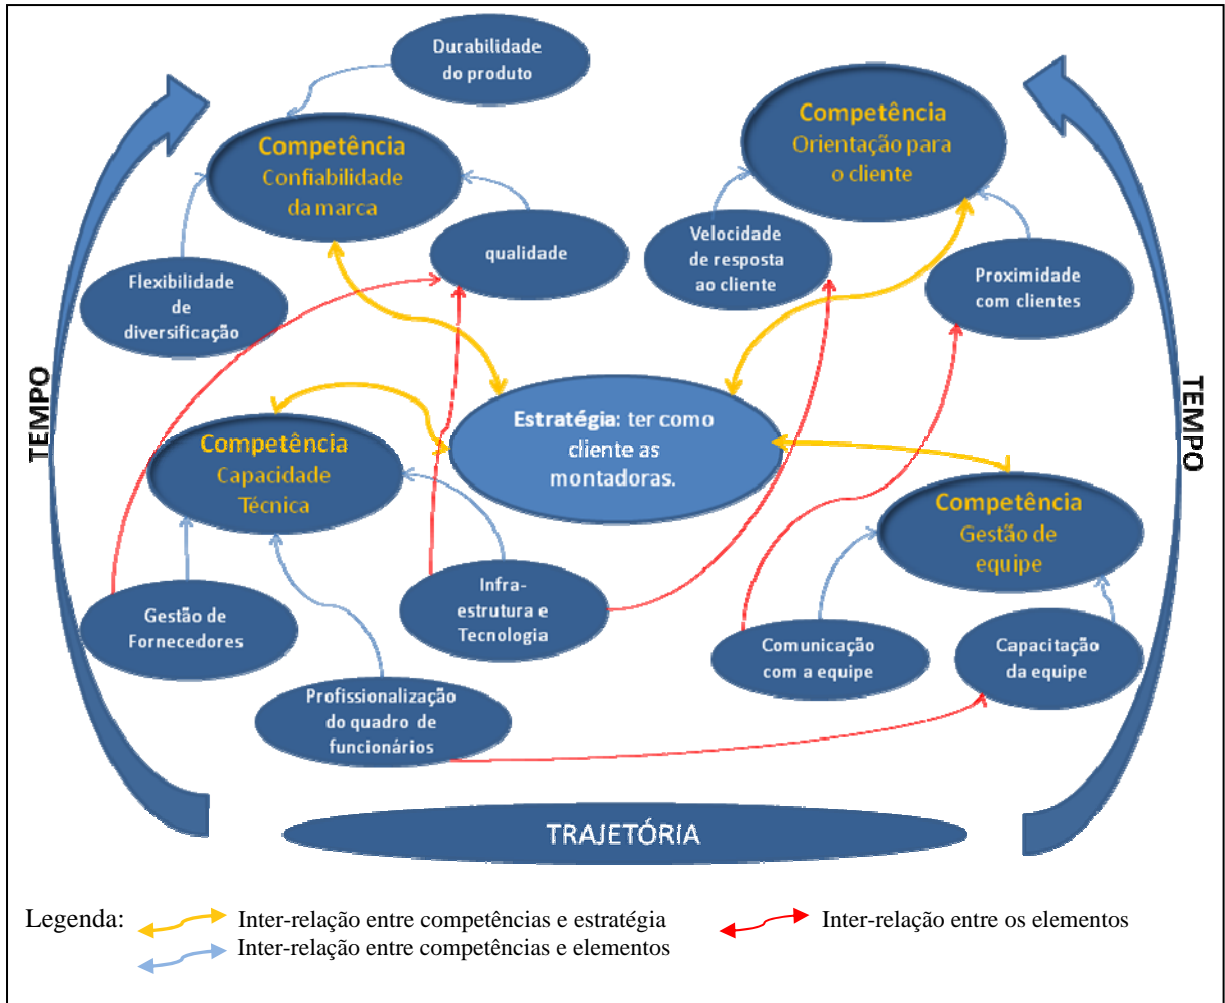 Durabilidade
do produto
Competência
Confiabilidade
da marca
Competência
Orientação para
o cliente
qualidade
Velocidade
de resposta
ao cliente
Proximidade
com clientes
Flexibilidade
de
diversificação
TEMPO
TEMPO
Estratégia: ter como
cliente as
montadoras.
Competência
Capacidade
Técnica
Competência
Gestão de
equipe
Gestão de
Fornecedores
Infra-
estrutura e
Tecnologia
Comunicação
com a equipe
Capacitação
da equipe
Profissionalização
do quadro de
funcionários
TRAJETÓRIA
Legenda:
Inter-relação entre competências e estratégia
Inter-relação entre os elementos
Inter-relação entre competências e elementos